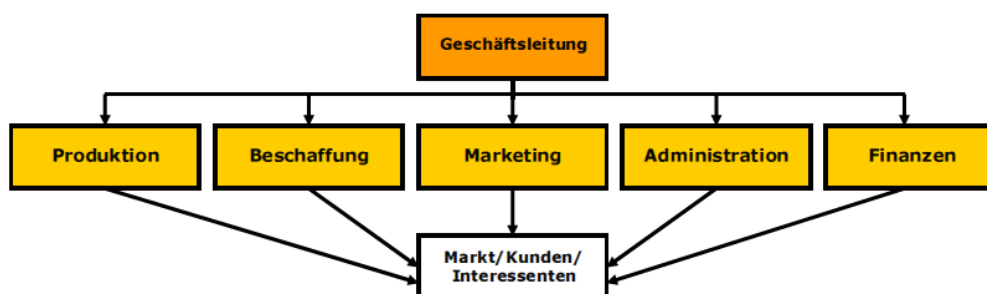 Geschäftsleitung
Produktion
Beschaffung
Marketing
Administration
Finanzen
Markt/Kunden/
Interessenten